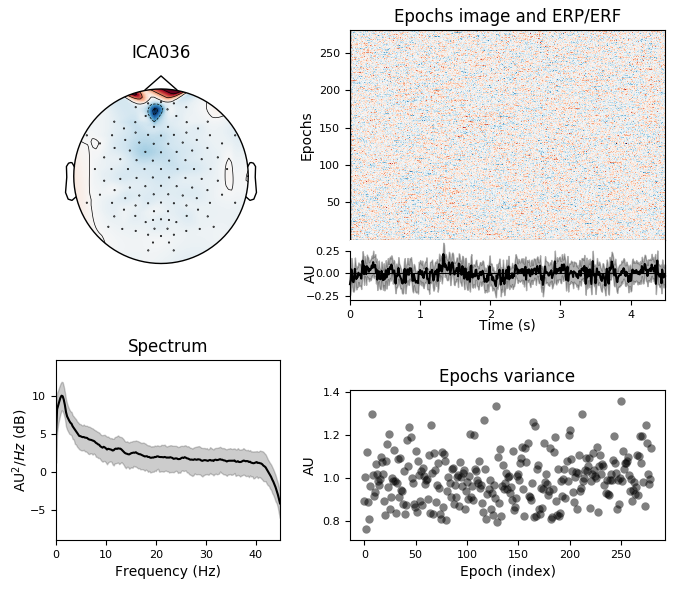 ICA036
Epochs image and ERP/ERF
Epochs
250
200
150
100
50
AU
0.25
0.00
−0.25
0 1 2 3 4
Time (s)
Spectrum
AU²/Hz (dB)
10
5
0
−5
0 10 20 30 40
Frequency (Hz)
Epochs variance
AU
1.4
1.2
1.0
0.8
0 50 100 150 200 250
Epoch (index)